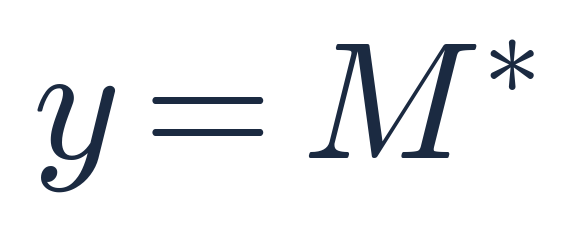 y = M*